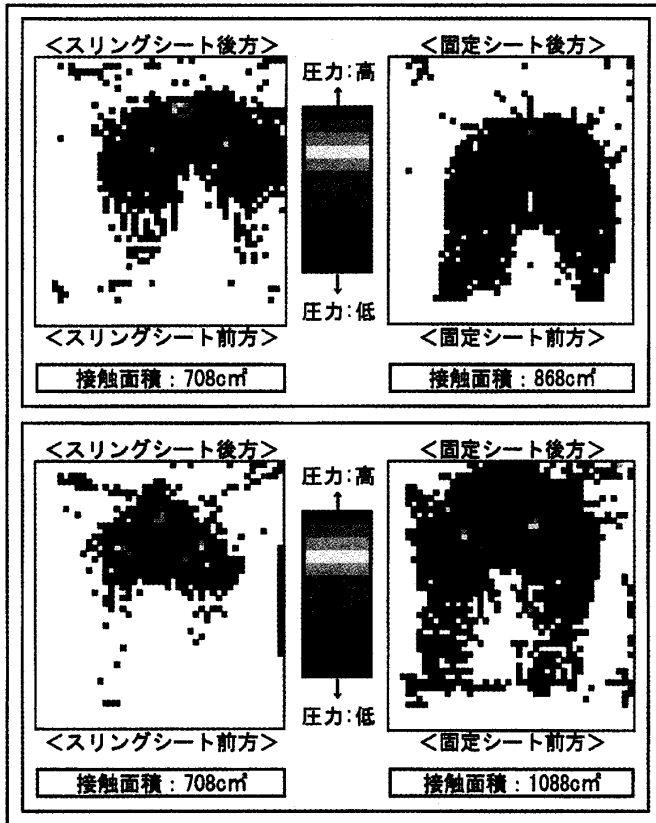 <スリングシート後方>
<固定シート後方>
圧力:高
圧力:低
<スリングシート前方>
<固定シート前方>
接触面積:708c㎡
接触面積:868c㎡
<スリングシート後方>
<固定シート後方>
圧力:高
圧力:低
<スリングシート前方>
<固定シート前方>
接触面積:708c㎡
接触面積:1088c㎡